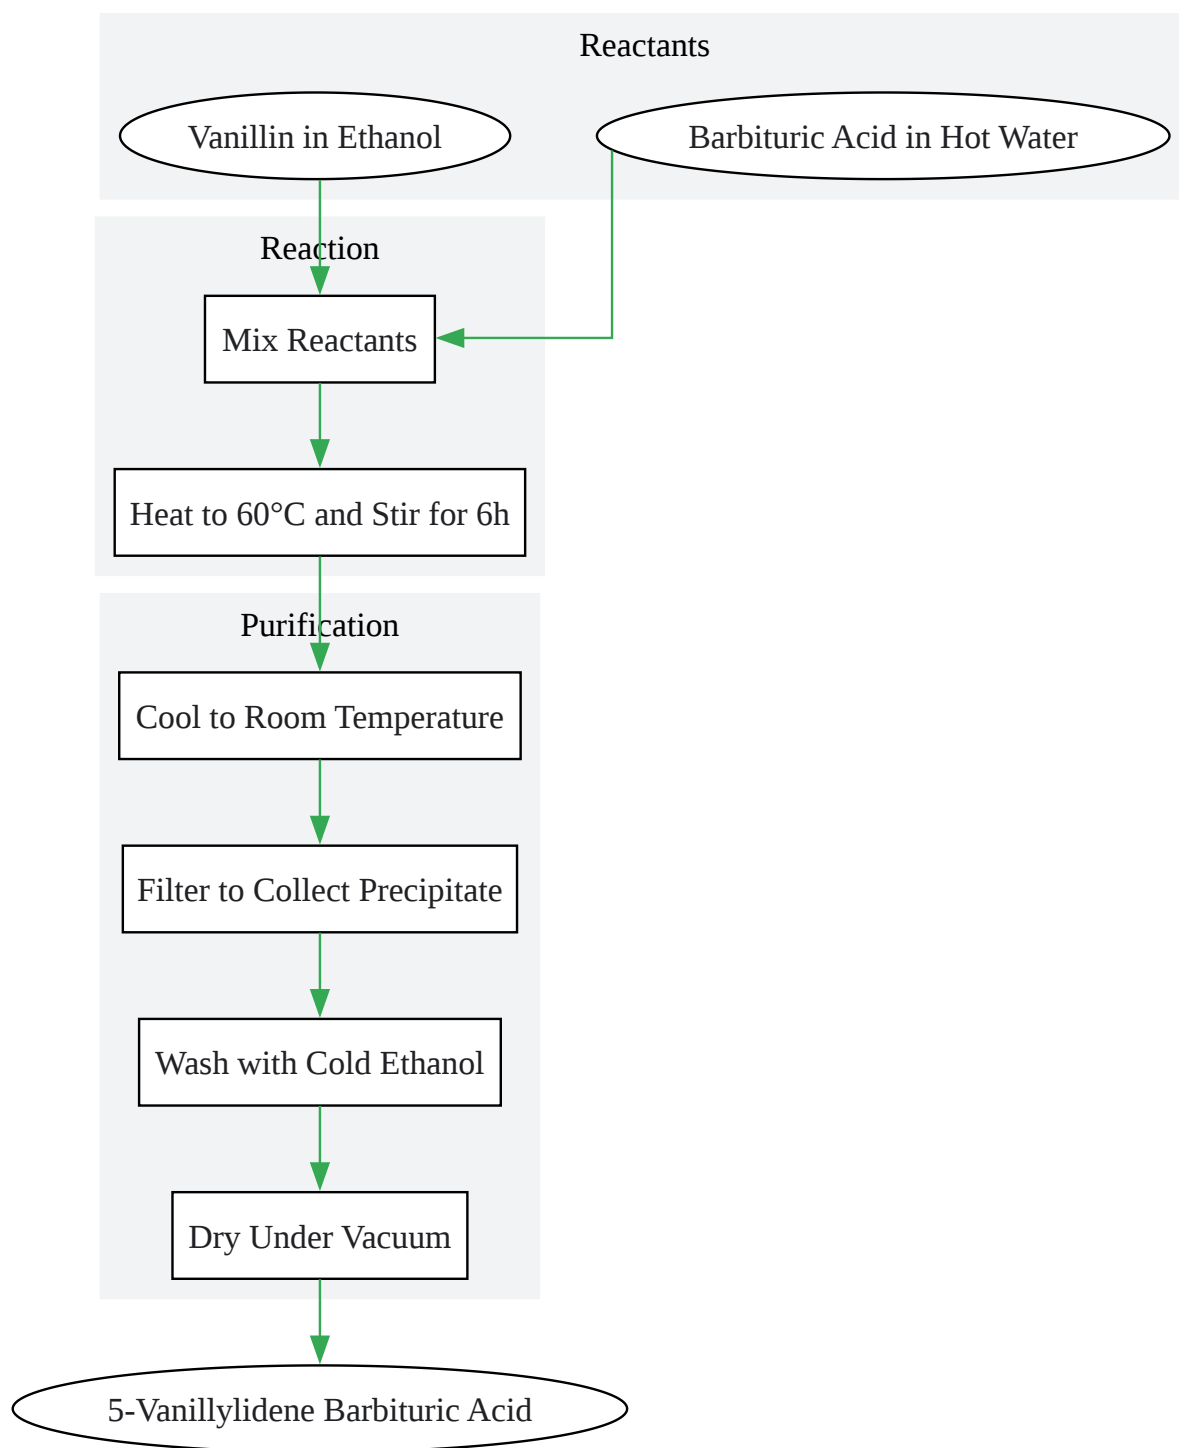 Reactants
Vanillin in Ethanol
Barbituric Acid in Hot Water
Reaction
Mix Reactants
Heat to 60°C and Stir for 6h
Purification
Cool to Room Temperature
Filter to Collect Precipitate
Wash with Cold Ethanol
Dry Under Vacuum
5-Vanillylidene Barbituric Acid